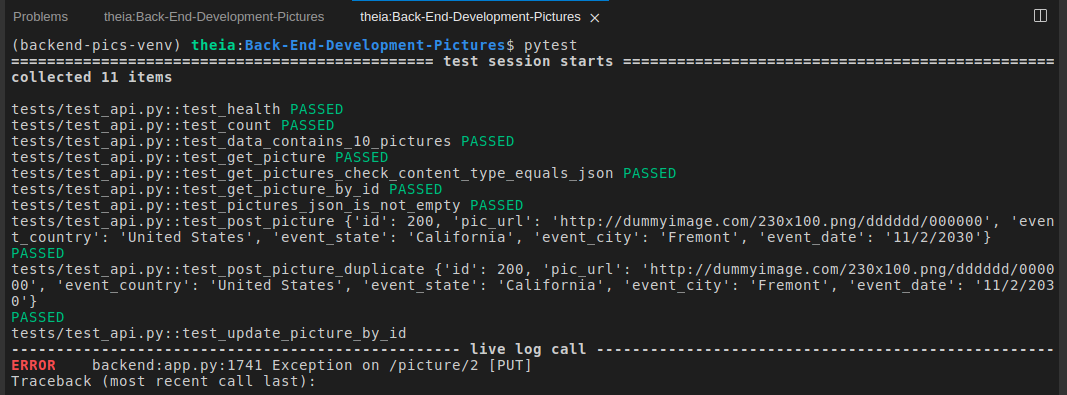 Problems theia:Back-End-Development-Pictures theia:Back-End-Development-Pictures ×
(backend-pics-venv) theia:Back-End-Development-Pictures$ pytest
=============================================== test session starts ================================================
collected 11 items
tests/test_api.py::test_health PASSED
tests/test_api.py::test_count PASSED
tests/test_api.py::test_data_contains_10_pictures PASSED
tests/test_api.py::test_get_picture PASSED
tests/test_api.py::test_get_pictures_check_content_type_equals_json PASSED
tests/test_api.py::test_get_picture_by_id PASSED
tests/test_api.py::test_pictures_json_is_not_empty PASSED
tests/test_api.py::test_post_picture {'id': 200, 'pic_url': 'http://dummyimage.com/230x100.png/dddddd/000000', 'even
t_country': 'United States', 'event_state': 'California', 'event_city': 'Fremont', 'event_date': '11/2/2030'}
PASSED
tests/test_api.py::test_post_picture_duplicate {'id': 200, 'pic_url': 'http://dummyimage.com/230x100.png/dddddd/0000
00', 'event_country': 'United States', 'event_state': 'California', 'event_city': 'Fremont', 'event_date': '11/2/203
0'}
PASSED
tests/test_api.py::test_update_picture_by_id
-------------------------------------------------- live log call ---------------------------------------------------
ERROR    backend:app.py:1741 Exception on /picture/2 [PUT]
Traceback (most recent call last):